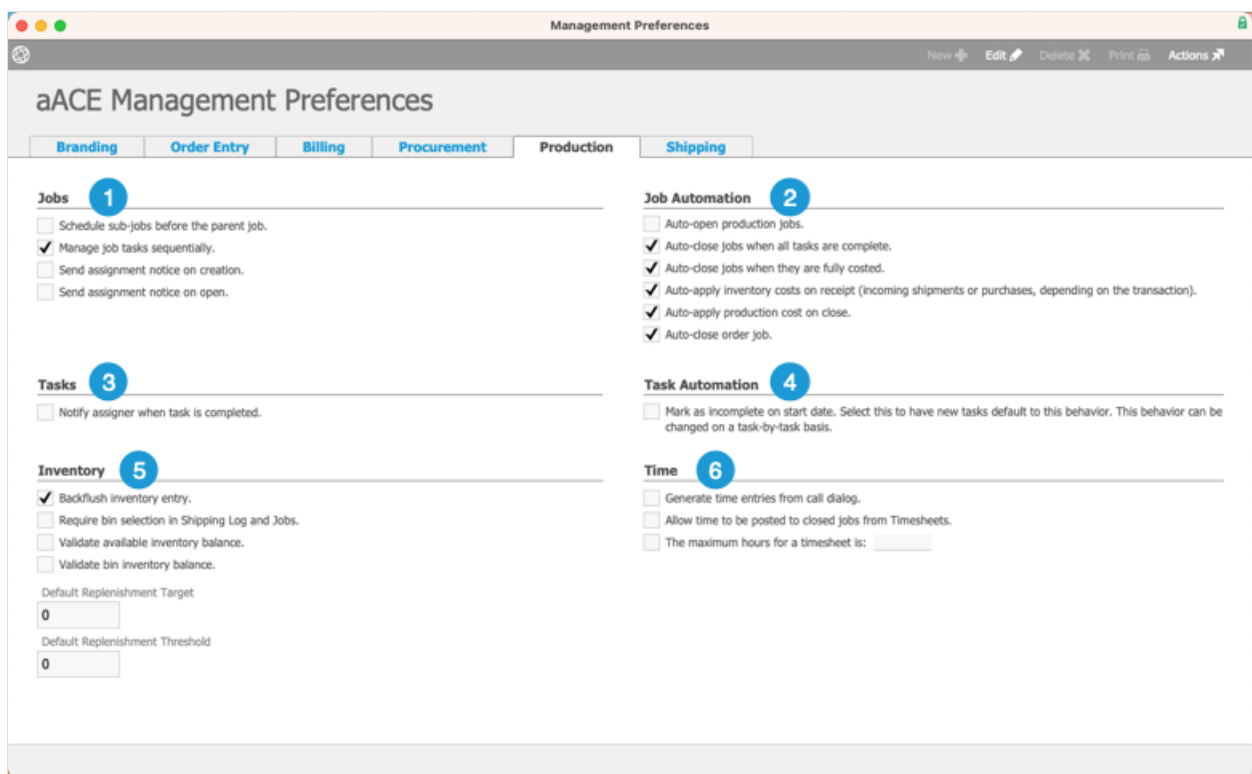 Management Preferences
New Edit Delete Print Actions
aACE Management Preferences
Branding Order Entry Billing Procurement Production Shipping
Jobs 1
Schedule sub-jobs before the parent job.
Manage job tasks sequentially.
Send assignment notice on creation.
Send assignment notice on open.
Job Automation 2
Auto-open production jobs.
Auto-close jobs when all tasks are complete.
Auto-close jobs when they are fully costed.
Auto-apply inventory costs on receipt (incoming shipments or purchases, depending on the transaction).
Auto-apply production cost on close.
Auto-close order job.
Tasks 3
Notify assigner when task is completed.
Task Automation 4
Mark as incomplete on start date. Select this to have new tasks default to this behavior. This behavior can be
changed on a task-by-task basis.
Inventory 5
Backflush inventory entry.
Require bin selection in Shipping Log and Jobs.
Validate available inventory balance.
Validate bin inventory balance.
Default Replenishment Target
0
Default Replenishment Threshold
0
Time 6
Generate time entries from call dialog.
Allow time to be posted to closed jobs from Timesheets.
The maximum hours for a timesheet is: